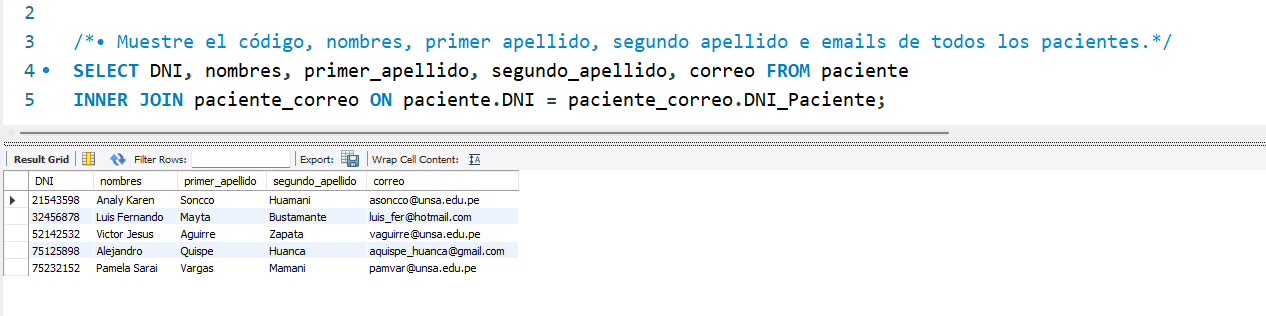 2
3 /*• Muestre el código, nombres, primer apellido, segundo apellido e emails de todos los pacientes.*/
4 • SELECT DNI, nombres, primer_apellido, segundo_apellido, correo FROM paciente
5 INNER JOIN paciente_correo ON paciente.DNI = paciente_correo.DNI_Paciente;
Result Grid Filter Rows: Export: Wrap Cell Content:
DNI nombres primer_apellido segundo_apellido correo
21543598 Analy Karen Soncco Huamani asoncco@unsa.edu.pe
32456878 Luis Fernando Mayta Bustamante luis_fer@hotmail.com
52142532 Victor Jesus Aguirre Zapata vaguirre@unsa.edu.pe
75125898 Alejandro Quispe Huanca aquispe_huanca@gmail.com
75232152 Pamela Sarai Vargas Mamani pamvar@unsa.edu.pe